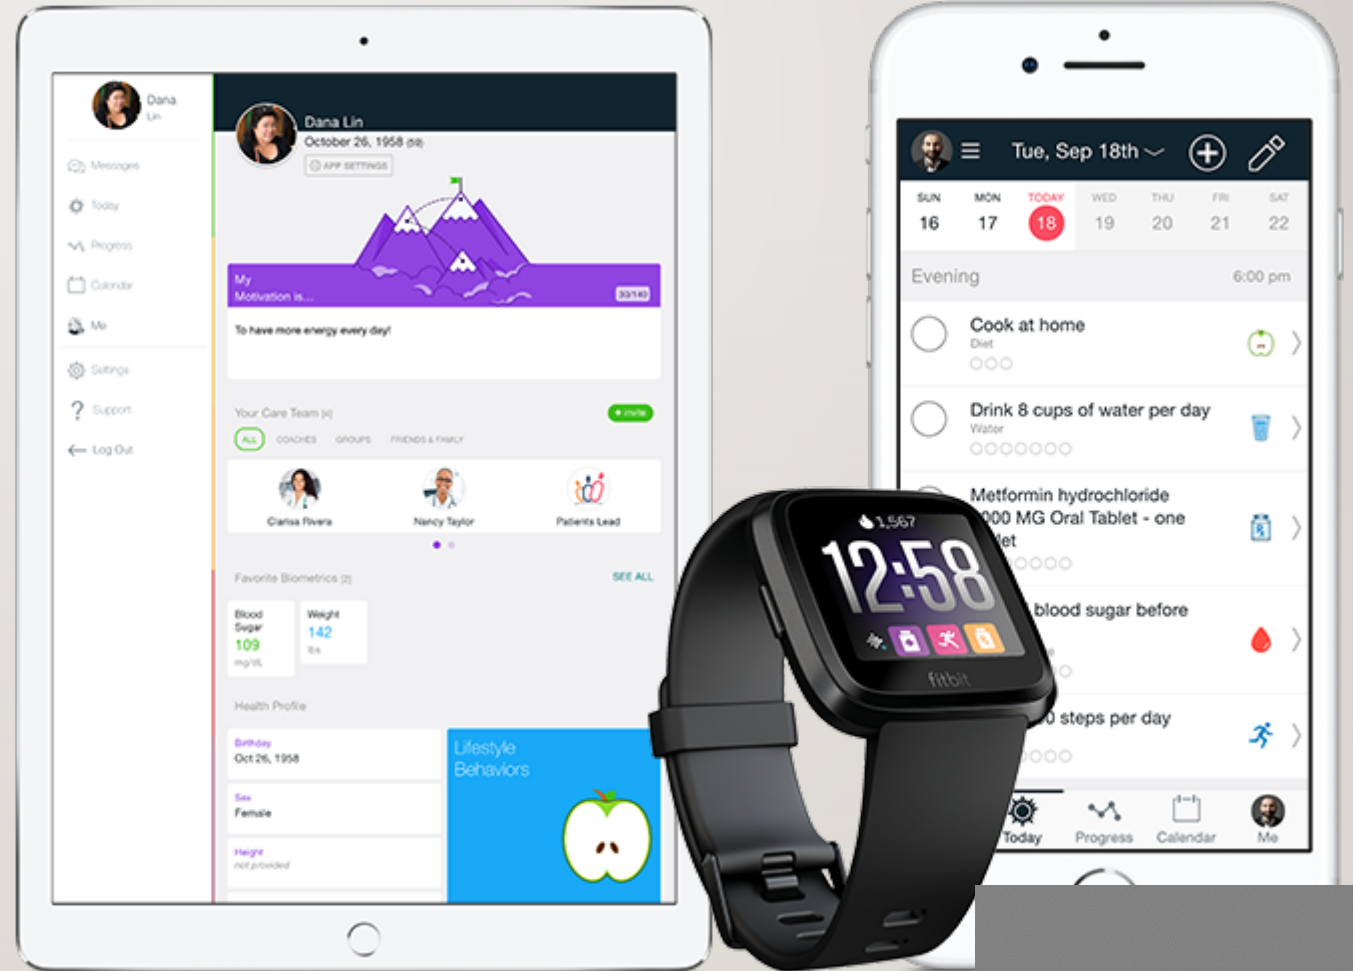 Dana
Lin
Messages
Today
Progress
Calendar
Me
Settings
Support
Log Out
Dana Lin
October 26, 1958 (59)
APP SETTINGS
My
Motivation is...
30/140
To have more energy every day!
Your Care Team [4]
+ Invite
ALL COACHES GROUPS FRIENDS & FAMILY
Clarisa Rivera Nancy Taylor Patients Lead
Favorite Biometrics [2] SEE ALL
Blood
Sugar
109
mg/dL
Weight
142
lbs
Health Profile
Birthday
Oct 26, 1958
Sex
Female
Height
not provided
Lifestyle
Behaviors
1,567
12:58
fitbit
Tue, Sep 18th
SUN MON TODAY WED THU FRI SAT
16 17 18 19 20 21 22
Evening 6:00 pm
Cook at home
Diet
Drink 8 cups of water per day
Water
Metformin hydrochloride
000 MG Oral Tablet - one
let
blood sugar before
e
0 steps per day
Today Progress Calendar Me